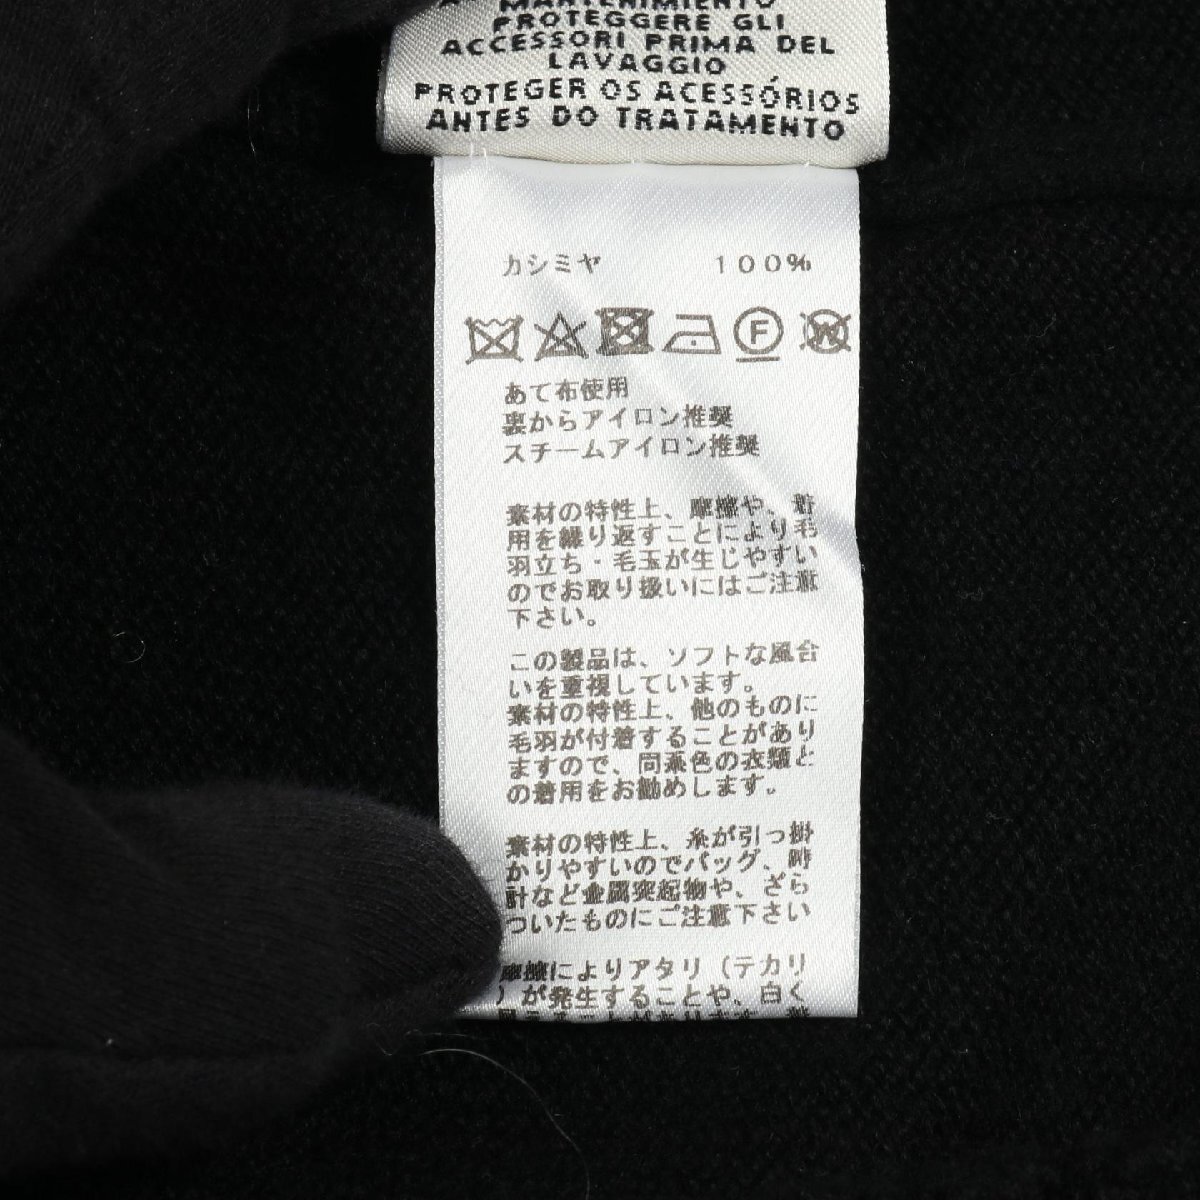 MANTENIMIENTO
PROTEGGERE GLI
ACCESSORI PRIMA DEL
LAVAGGIO
PROTEGER OS ACESSÓRIOS
ANTES DO TRATAMENTO
カシミヤ 100%
F W
あて布使用
裏からアイロン推奨
スチームアイロン推奨
素材の特性上、摩擦や、着
用を繰り返すことにより毛
羽立ち・毛玉が生じやすい
のでお取り扱いにはご注意
下さい。
この製品は、ソフトな風合
いを重視しています。
素材の特性上、他のものに
毛羽が付着することがあり
ますので、同系色の衣類と
の着用をお勧めします。
素材の特性上、糸が引っ掛
かりやすいのでバッグ、時
計など金属突起物や、ざら
ついたものにご注意下さい
摩擦によりアタリ（テカリ
）が発生することや、白く